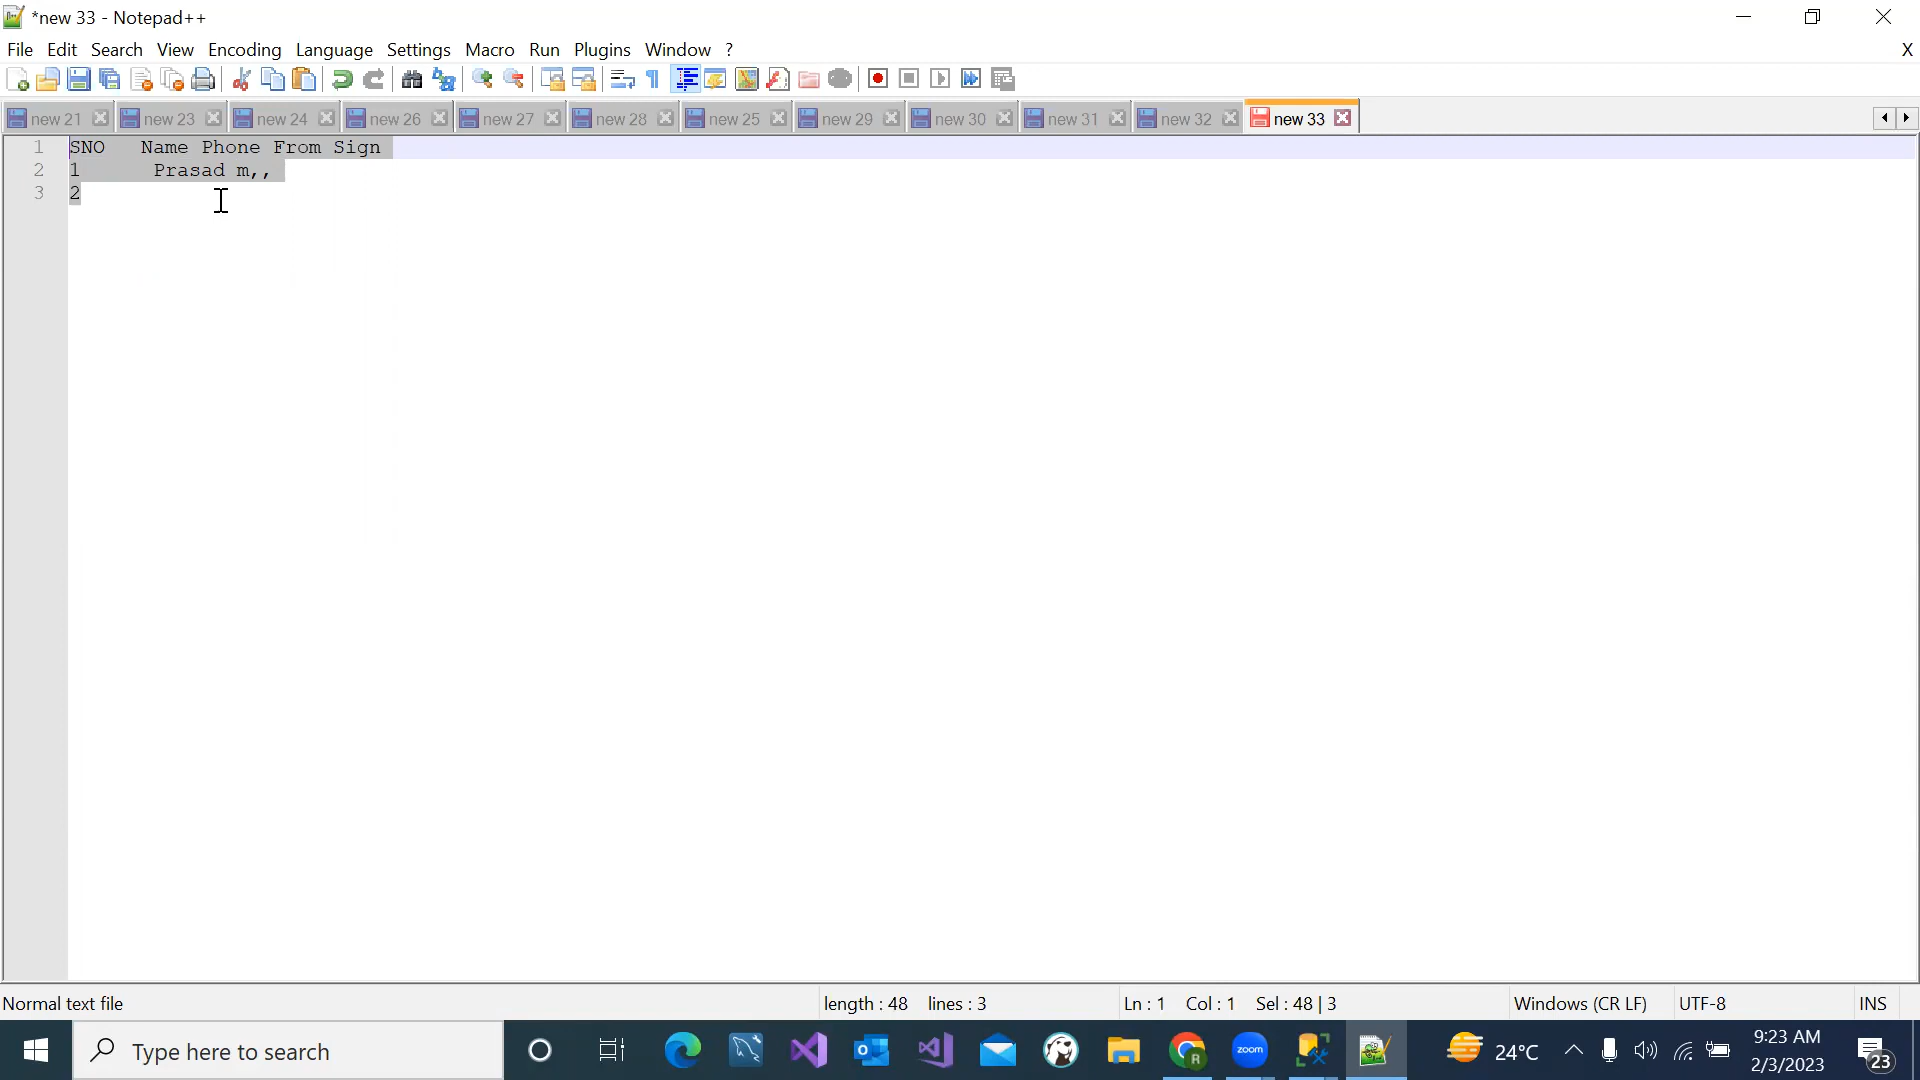 *new 33 - Notepad++
File Edit Search View Encoding Language Settings Macro Run Tools Plugins Window ? X
new 21 new 23 new 24 new 26 new 27 new 28 new 25 new 29 new 30 new 31 new 32 new 33
1 SNO Name Phone From Sign
2 1 Prasad m,,
3 2
Normal text file length : 48 lines : 3 Ln : 1 Col : 1 Sel : 48 | 3 Windows (CR LF) UTF-8 INS
Type here to search zoom 24°C 9:23 AM
2/3/2023 23